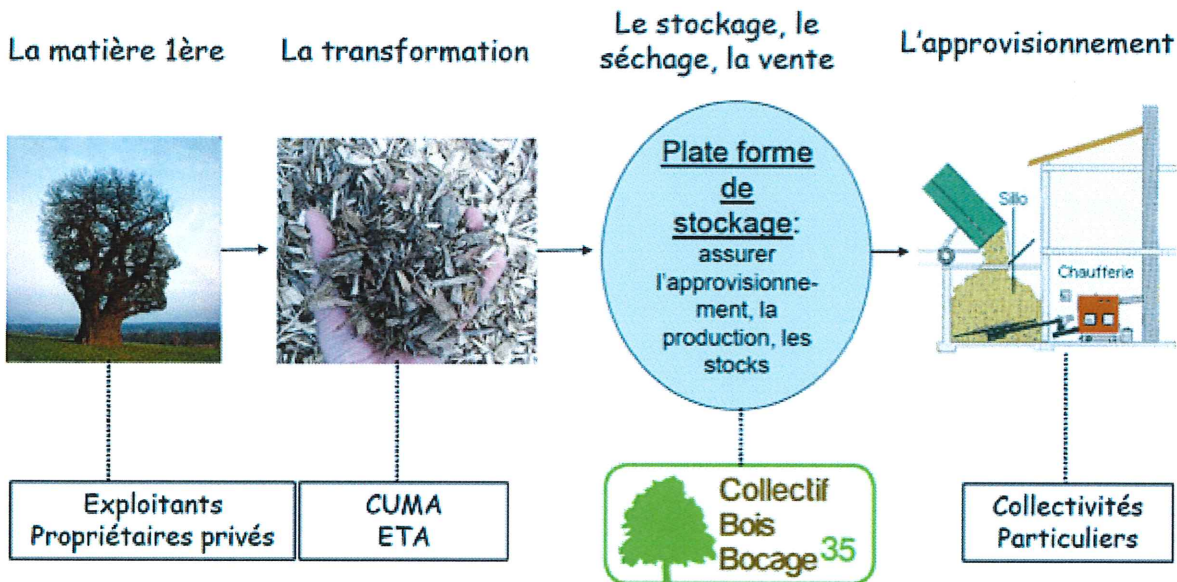 La matière 1ère
La transformation
Le stockage, le
séchage, la vente
L'approvisionnement
Plate forme
de
stockage:
assurer
l'approvisionne-
ment, la
production, les
stocks
Sillo
Chaufferie
Exploitants
Propriétaires privés
CUMA
ETA
Collectif
Bois
Bocage 35
Collectivités
Particuliers